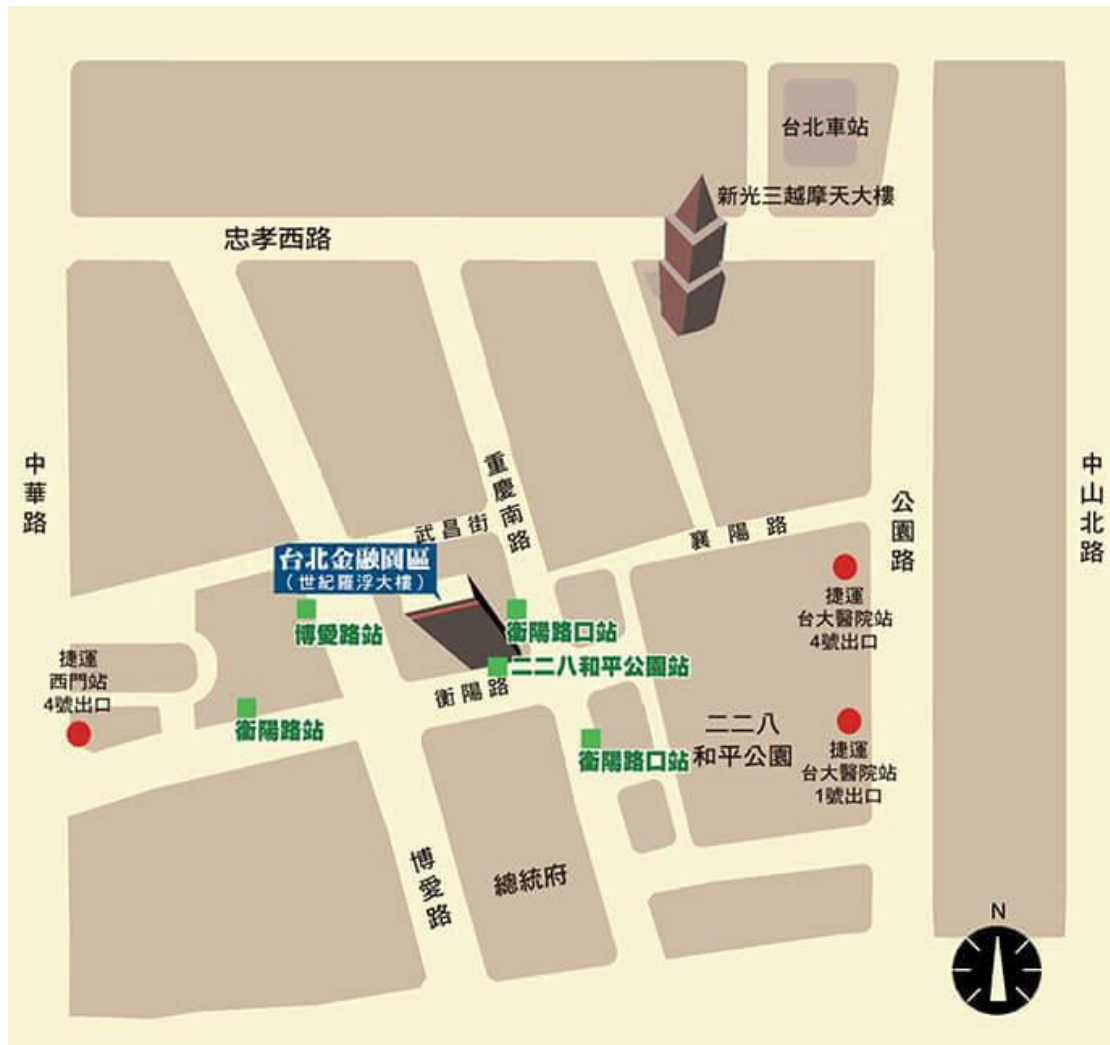 台北車站
新光三越摩天大樓
忠孝西路
中華路
重慶南路
公園路
中山北路
武昌街
襄陽路
台北金融園區
（世紀羅浮大樓）
捷運
台大醫院站
4號出口
博愛路站
衡陽路口站
捷運
西門站
4號出口
二二八和平公園站
衡陽路
衡陽路站
二二八
和平公園
衡陽路口站
捷運
台大醫院站
1號出口
博愛路
總統府
N